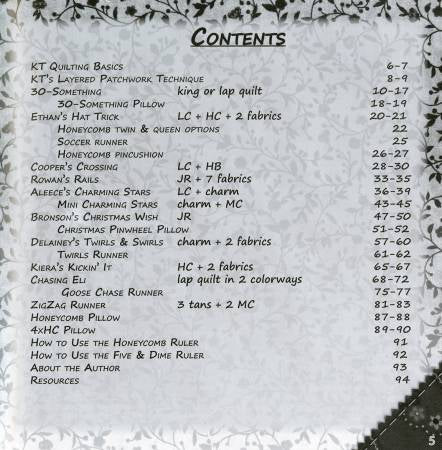 CONTENTS
KT QUILTING BASICS 6-7
KT'S LAYERED PATCHWORK TECHNIQUE 8-9
30-SOMETHING king or lap quilt 10-17
30-SOMETHING PILLOW 18-19
ETHAN'S HAT TRICK LC + HC + 2 fabrics 20-21
HONEYCOMB TWIN & QUEEN OPTIONS 22
SOCCER RUNNER 25
HONEYCOMB PINCUSHION 26-27
COOPER'S CROSSING LC + HB 28-30
ROWAN'S RAILS JR + 7 fabrics 33-35
ALEECE'S CHARMING STARS LC + charm 36-39
MINI CHARMING STARS charm + MC 43-45
BRONSON'S CHRISTMAS WISH JR 47-50
CHRISTMAS PINWHEEL PILLOW 51-52
DELAINEY'S TWIRLS & SWIRLS charm + 2 fabrics 57-60
TWIRLS RUNNER 61-62
KIERA'S KICKIN' IT HC + 2 fabrics 65-67
CHASING ELI lap quilt in 2 colorways 68-72
GOOSE CHASE RUNNER 75-77
ZIGZAG RUNNER 3 tans + 2 MC 81-83
HONEYCOMB PILLOW 87-88
4XHC PILLOW 89-90
HOW TO USE THE HONEYCOMB RULER 91
HOW TO USE THE FIVE & DIME RULER 92
ABOUT THE AUTHOR 93
RESOURCES 94
5